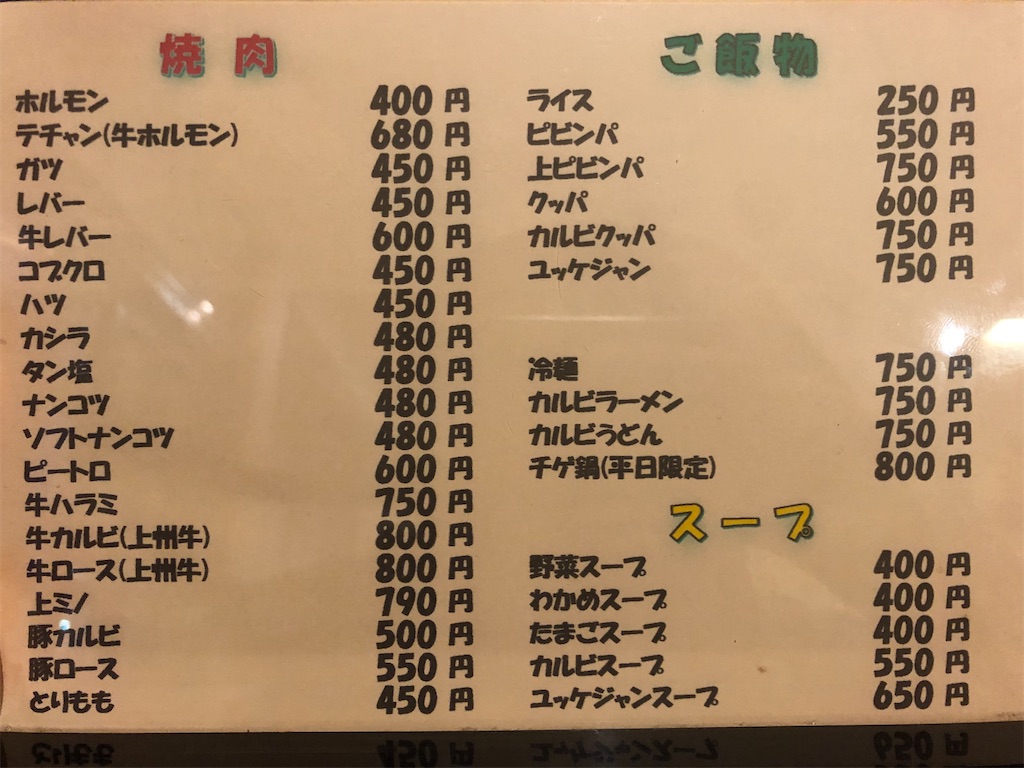 焼肉
ホルモン 400円
テチャン(牛ホルモン) 680円
ガツ 450円
レバー 450円
牛レバー 600円
コブクロ 450円
ハツ 450円
カシラ 480円
タン塩 480円
ナンコツ 480円
ソフトナンコツ 480円
ピートロ 600円
牛ハラミ 750円
牛カルビ(上州牛) 800円
牛ロース(上州牛) 800円
上ミノ 790円
豚カルビ 500円
豚ロース 550円
とりもも 450円
ご飯物
ライス 250円
ピビンパ 550円
上ピビンパ 750円
クッパ 600円
カルビクッパ 750円
ユッケジャン 750円
冷麺 750円
カルビラーメン 750円
カルビうどん 750円
チゲ鍋(平日限定) 800円
スープ
野菜スープ 400円
わかめスープ 400円
たまごスープ 400円
カルビスープ 550円
ユッケジャンスープ 650円